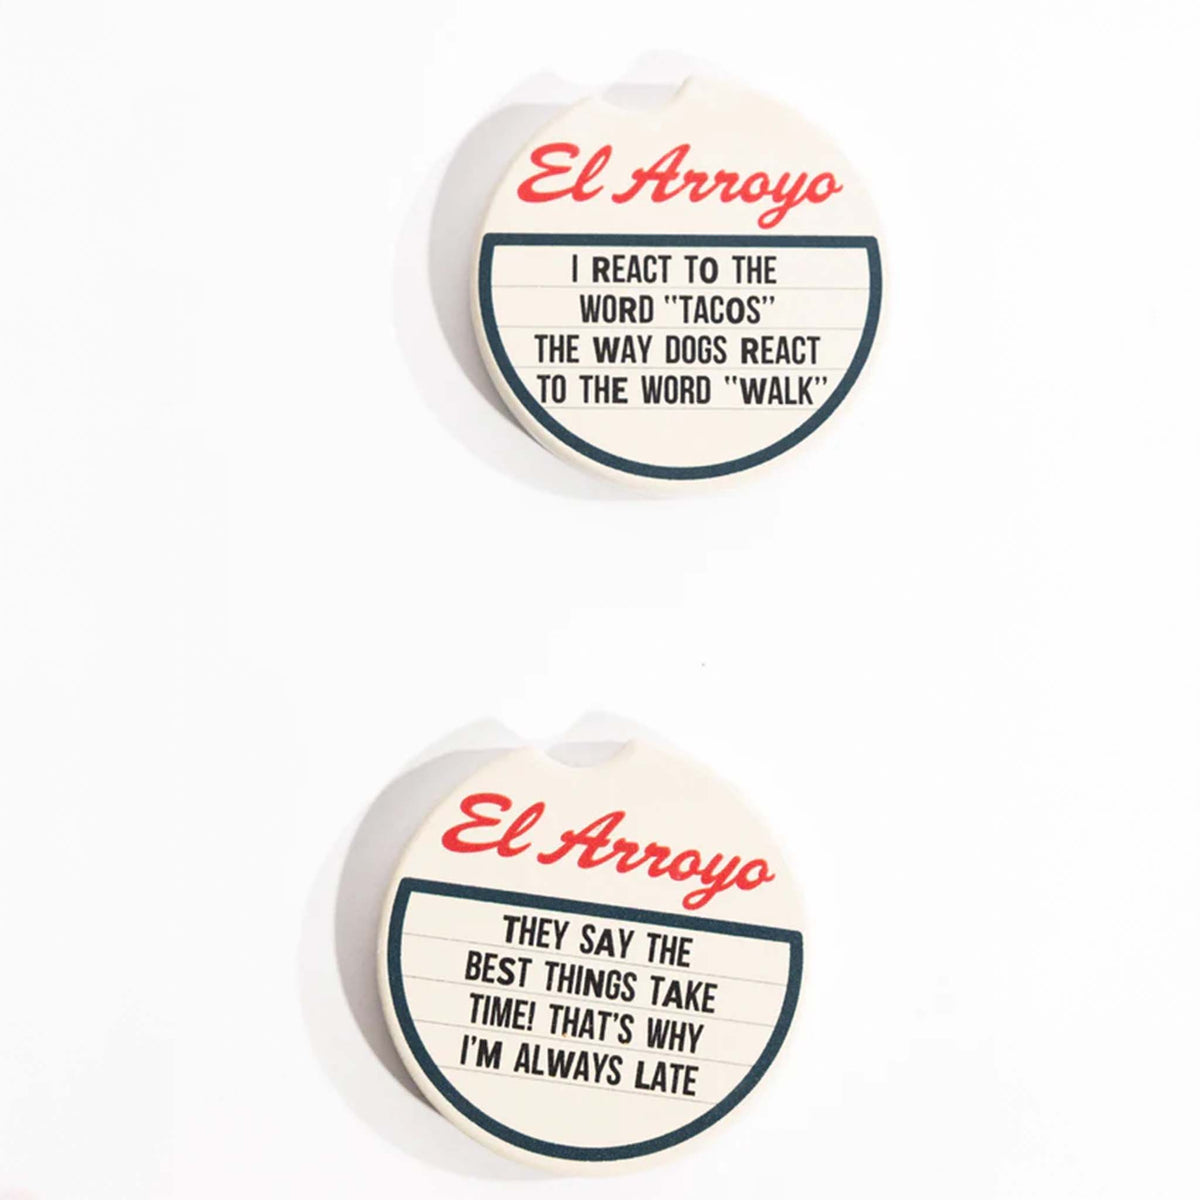 El Arroyo
I REACT TO THE
WORD "TACOS"
THE WAY DOGS REACT
TO THE WORD "WALK"
El Arroyo
THEY SAY THE
BEST THINGS TAKE
TIME! THAT'S WHY
I'M ALWAYS LATE